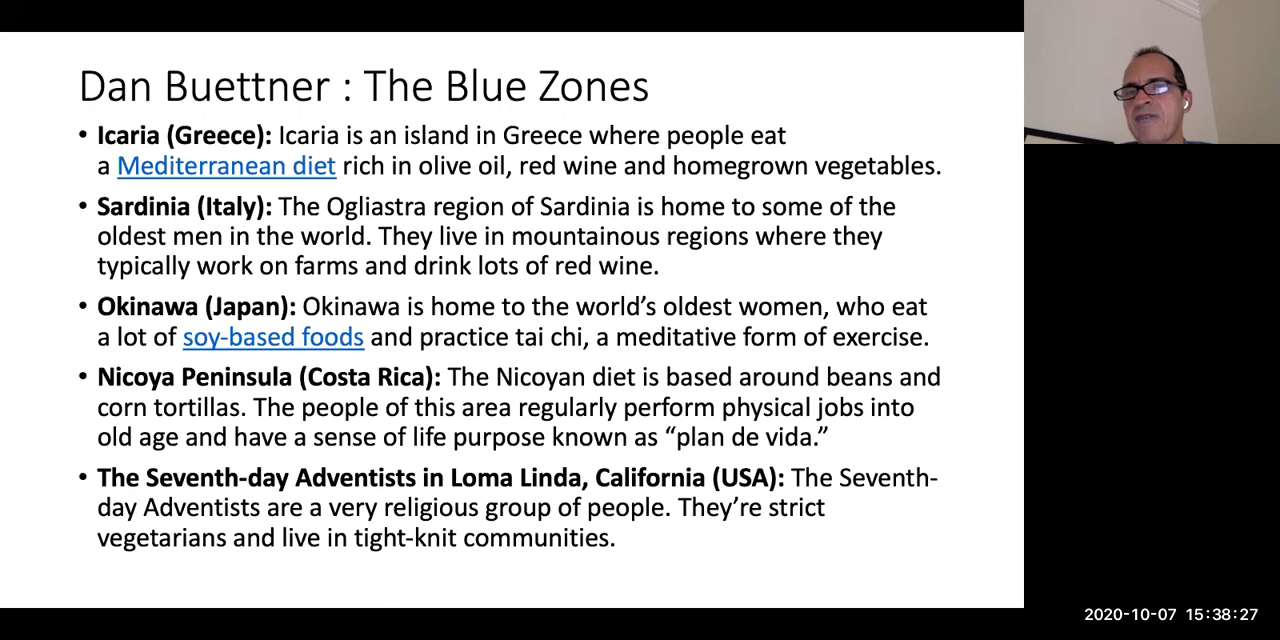 Dan Buettner : The Blue Zones
• Icaria (Greece): Icaria is an island in Greece where people eat
a Mediterranean diet rich in olive oil, red wine and homegrown vegetables.
• Sardinia (Italy): The Ogliastra region of Sardinia is home to some of the
oldest men in the world. They live in mountainous regions where they
typically work on farms and drink lots of red wine.
• Okinawa (Japan): Okinawa is home to the world’s oldest women, who eat
a lot of soy-based foods and practice tai chi, a meditative form of exercise.
• Nicoya Peninsula (Costa Rica): The Nicoyan diet is based around beans and
corn tortillas. The people of this area regularly perform physical jobs into
old age and have a sense of life purpose known as “plan de vida.”
• The Seventh-day Adventists in Loma Linda, California (USA): The Seventh-
day Adventists are a very religious group of people. They’re strict
vegetarians and live in tight-knit communities.
2020-10-07 15:38:27